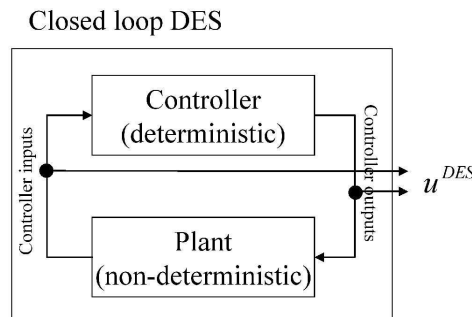 Closed loop DES
Controller
(deterministic)
Controller inputs
Controller outputs
u^DES
Plant
(non-deterministic)